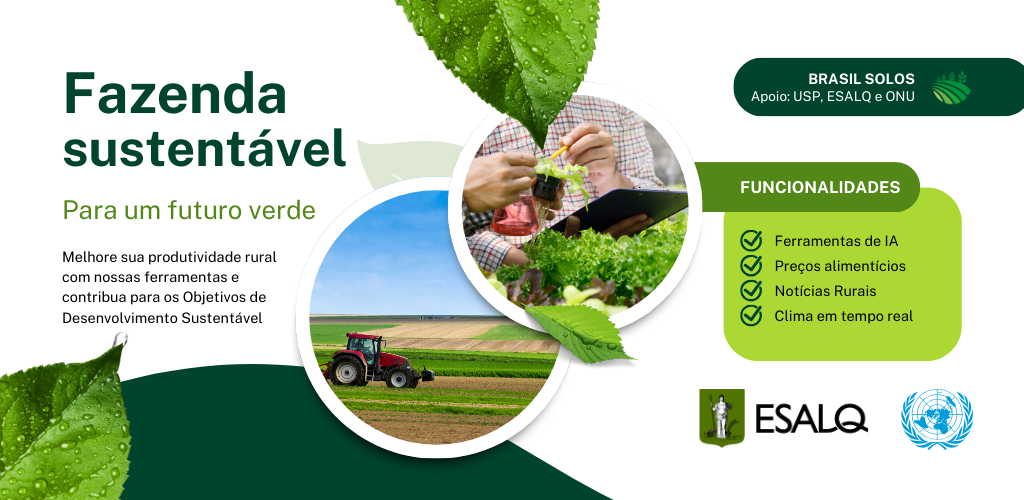 Fazenda
sustentável
Para um futuro verde
Melhore sua produtividade rural
com nossas ferramentas e
contribua para os Objetivos de
Desenvolvimento Sustentável
BRASIL SOLOS
Apoio: USP, ESALQ e ONU
FUNCIONALIDADES
Ferramentas de IA
Preços alimentícios
Notícias Rurais
Clima em tempo real
ESALQ